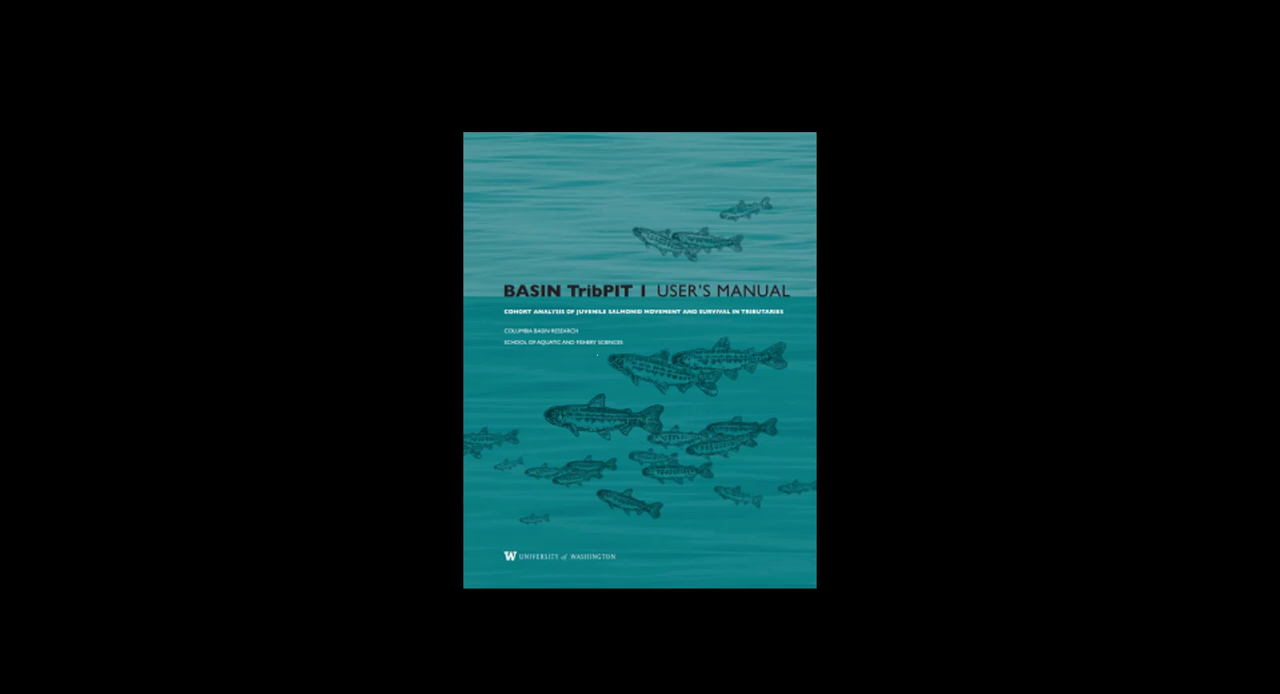 BASIN TribPIT 1 USER'S MANUAL
COHORT ANALYSIS OF JUVENILE SALMONID MOVEMENT AND SURVIVAL IN TRIBUTARIES
COLUMBIA BASIN RESEARCH
SCHOOL OF AQUATIC AND FISHERY SCIENCES
W UNIVERSITY of WASHINGTON